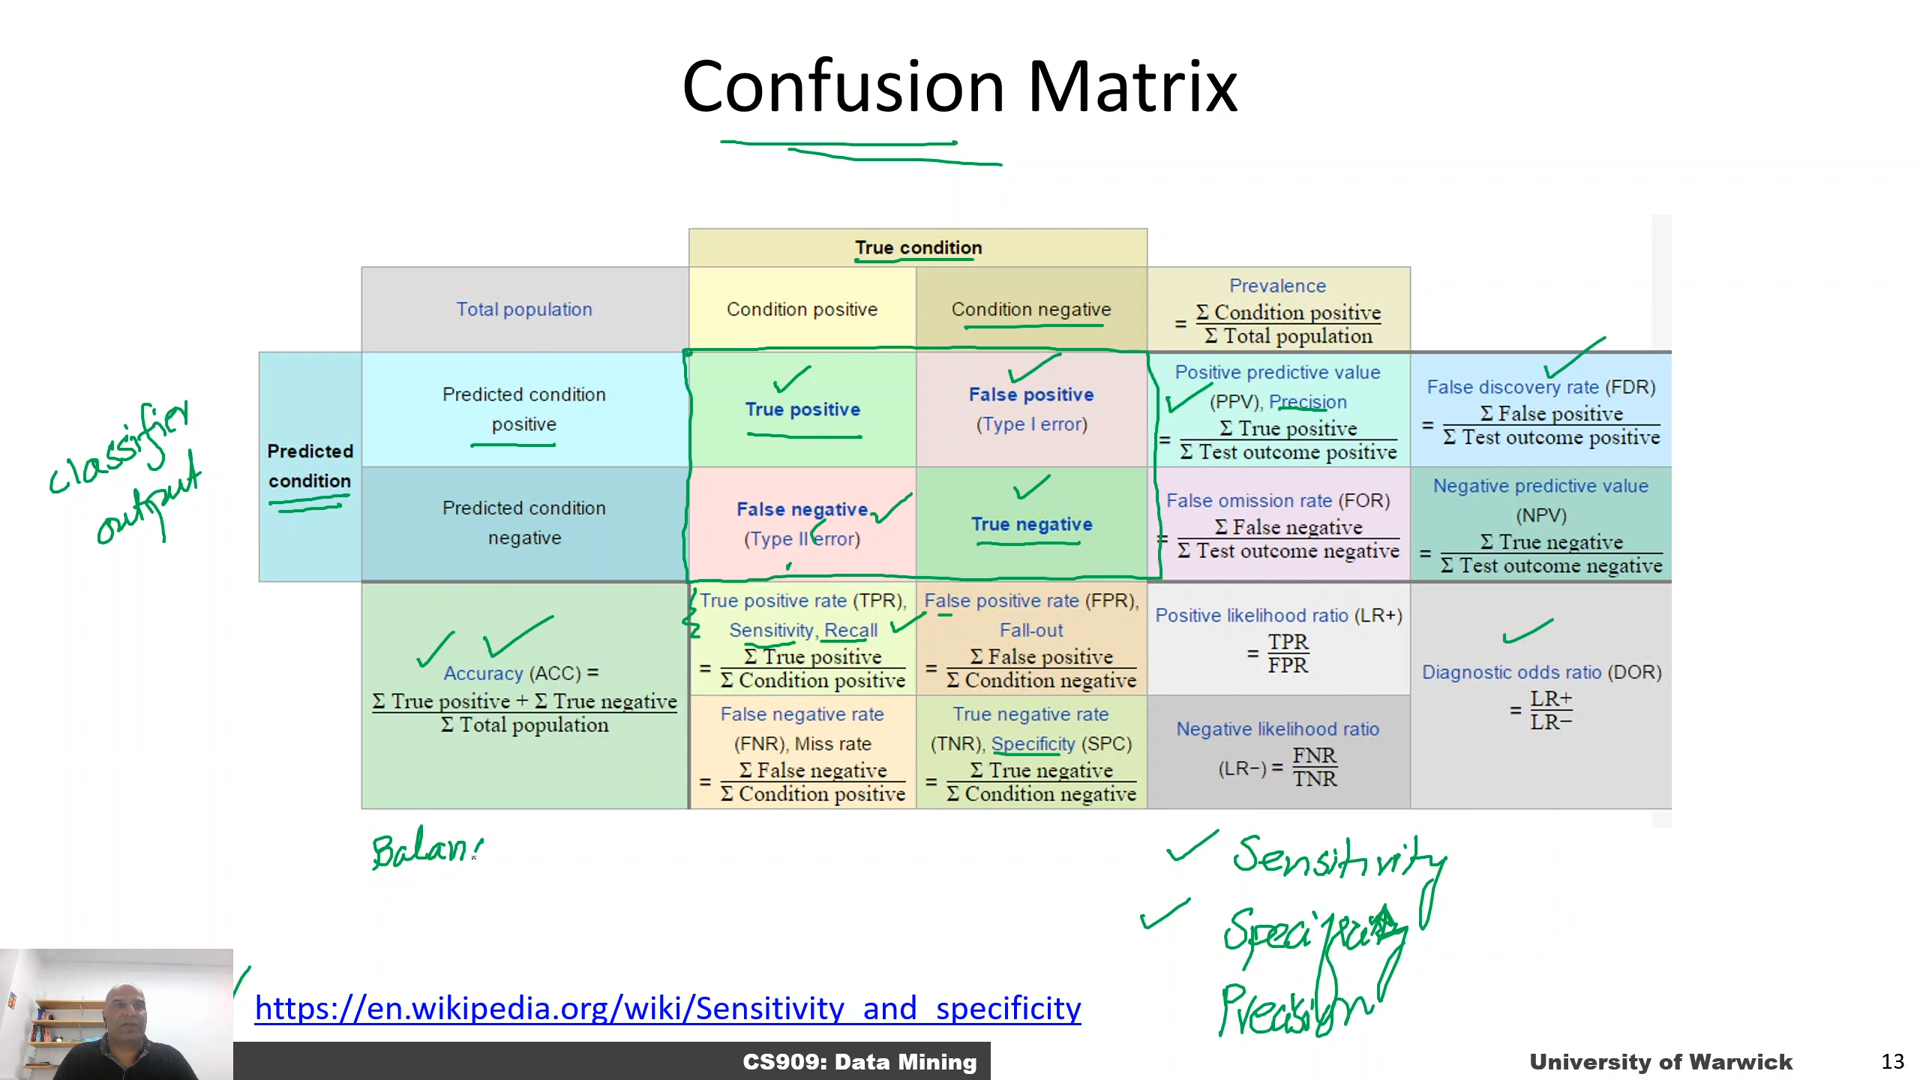 Confusion Matrix
True condition
Total population
Condition positive
Condition negative
Prevalence
= Σ Condition positive
Σ Total population
classifier
output
Predicted
condition
Predicted condition
positive
True positive
False positive
(Type I error)
Positive predictive value
(PPV), Precision
= Σ True positive
Σ Test outcome positive
False discovery rate (FDR)
= Σ False positive
Σ Test outcome positive
Predicted condition
negative
False negative
(Type II error)
True negative
False omission rate (FOR)
= Σ False negative
Σ Test outcome negative
Negative predictive value
(NPV)
= Σ True negative
Σ Test outcome negative
Accuracy (ACC) =
Σ True positive + Σ True negative
Σ Total population
True positive rate (TPR),
Sensitivity, Recall
= Σ True positive
Σ Condition positive
False positive rate (FPR),
Fall-out
= Σ False positive
Σ Condition negative
Positive likelihood ratio (LR+)
= TPR
FPR
Diagnostic odds ratio (DOR)
= LR+
LR−
False negative rate
(FNR), Miss rate
= Σ False negative
Σ Condition positive
True negative rate
(TNR), Specificity (SPC)
= Σ True negative
Σ Condition negative
Negative likelihood ratio
(LR−) = FNR
TNR
Balan
Sensitivity
Specificity
Precision
https://en.wikipedia.org/wiki/Sensitivity_and_specificity
CS909: Data Mining
University of Warwick
13